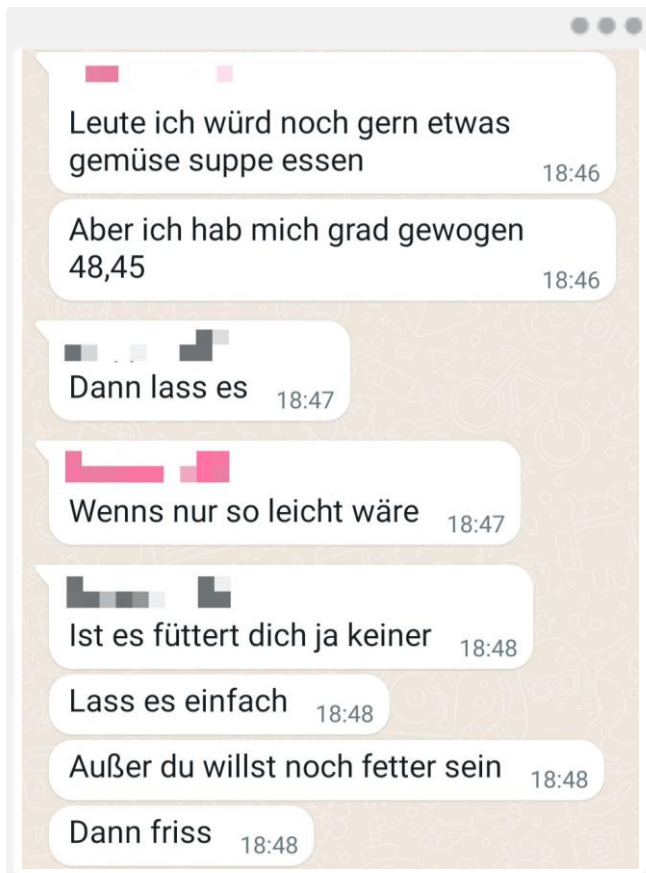 Leute ich würd noch gern etwas
gemüse suppe essen
18:46
Aber ich hab mich grad gewogen
48,45
18:46
Dann lass es 18:47
Wenns nur so leicht wäre 18:47
Ist es füttert dich ja keiner 18:48
Lass es einfach 18:48
Außer du willst noch fetter sein 18:48
Dann friss 18:48